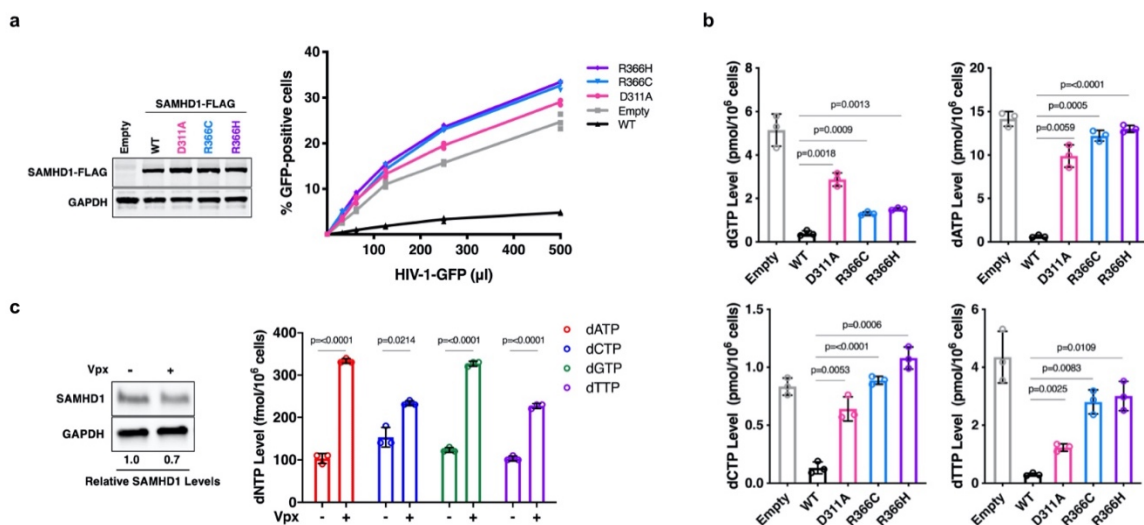 a
SAMHD1-FLAG
Empty
WT
D311A
R366C
R366H
SAMHD1-FLAG
GAPDH
% GFP-positive cells
40
30
20
10
100 200 300 400 500
HIV-1-GFP (µl)
R366H
R366C
D311A
Empty
WT
b
dGTP Level (pmol/10⁶ cells)
8
6
4
2
0
p=0.0013
p=0.0009
p=0.0018
Empty
WT
D311A
R366C
R366H
dATP Level (pmol/10⁶ cells)
20
15
10
5
0
p=<0.0001
p=0.0005
p=0.0059
Empty
WT
D311A
R366C
R366H
dCTP Level (pmol/10⁶ cells)
1.5
1.0
0.5
0.0
p=0.0006
p=<0.0001
p=0.0053
Empty
WT
D311A
R366C
R366H
dTTP Level (pmol/10⁶ cells)
6
4
2
0
p=0.0109
p=0.0083
p=0.0025
Empty
WT
D311A
R366C
R366H
c
Vpx
- +
SAMHD1
GAPDH
1.0 0.7
Relative SAMHD1 Levels
dNTP Level (fmol/10⁶ cells)
400
300
200
100
0
p=<0.0001 p=0.0214 p=<0.0001 p=<0.0001
Vpx - + - + - + - +
dATP
dCTP
dGTP
dTTP